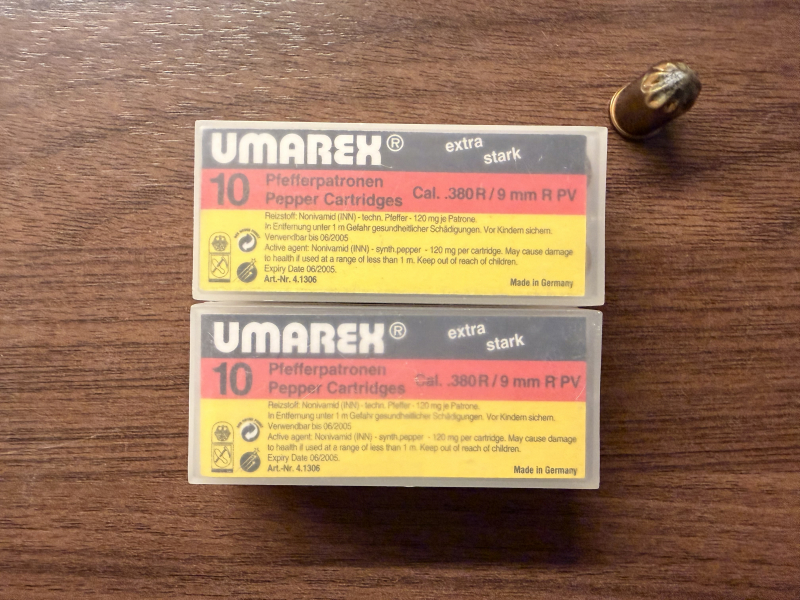 UMAREX®
extra
stark
10 Pfefferpatronen
Pepper Cartridges Cal. .380R / 9 mm R PV
Reizstoff: Nonivamid (INN) - techn. Pfeffer - 120 mg je Patrone.
In Entfernung unter 1 m Gefahr gesundheitlicher Schädigungen. Vor Kindern sichern.
Verwendbar bis 06/2005
Active agent: Nonivamid (INN) - synth.pepper - 120 mg per cartridge. May cause damage
to health if used at a range of less than 1 m. Keep out of reach of children.
Expiry Date 06/2005.
Art.-Nr. 4.1306
Made in Germany
UMAREX®
extra
stark
10 Pfefferpatronen
Pepper Cartridges Cal. .380R / 9 mm R PV
Reizstoff: Nonivamid (INN) - techn. Pfeffer - 120 mg je Patrone.
In Entfernung unter 1 m Gefahr gesundheitlicher Schädigungen. Vor Kindern sichern.
Verwendbar bis 06/2005
Active agent: Nonivamid (INN) - synth.pepper - 120 mg per cartridge. May cause damage
to health if used at a range of less than 1 m. Keep out of reach of children.
Expiry Date 06/2005.
Art.-Nr. 4.1306
Made in Germany